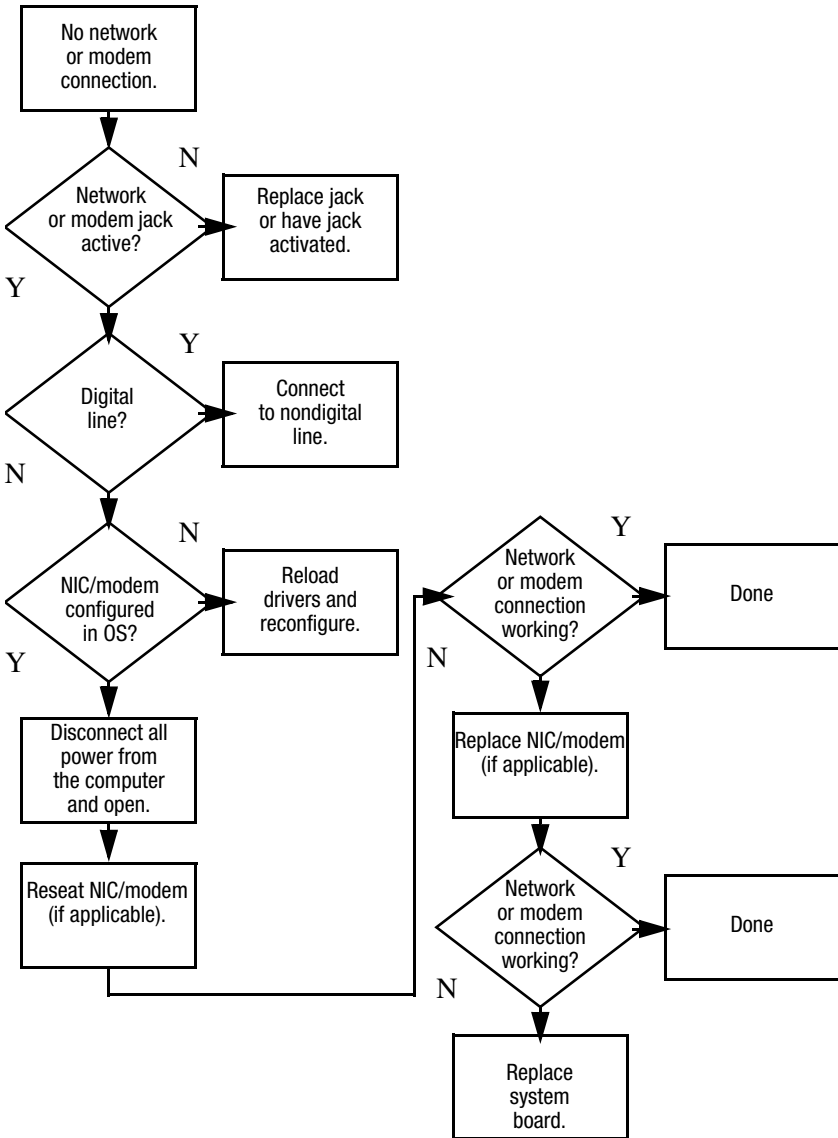 No network
or modem
connection.
N
Network
or modem jack
active?
Replace jack
or have jack
activated.
Y
Y
Digital
line?
Connect
to nondigital
line.
N
N
NIC/modem
configured
in OS?
Reload
drivers and
reconfigure.
Y
Disconnect all
power from
the computer
and open.
Reseat NIC/modem
(if applicable).
Y
Network
or modem
connection
working?
Done
N
Replace NIC/modem
(if applicable).
Y
Network
or modem
connection
working?
Done
N
Replace
system
board.